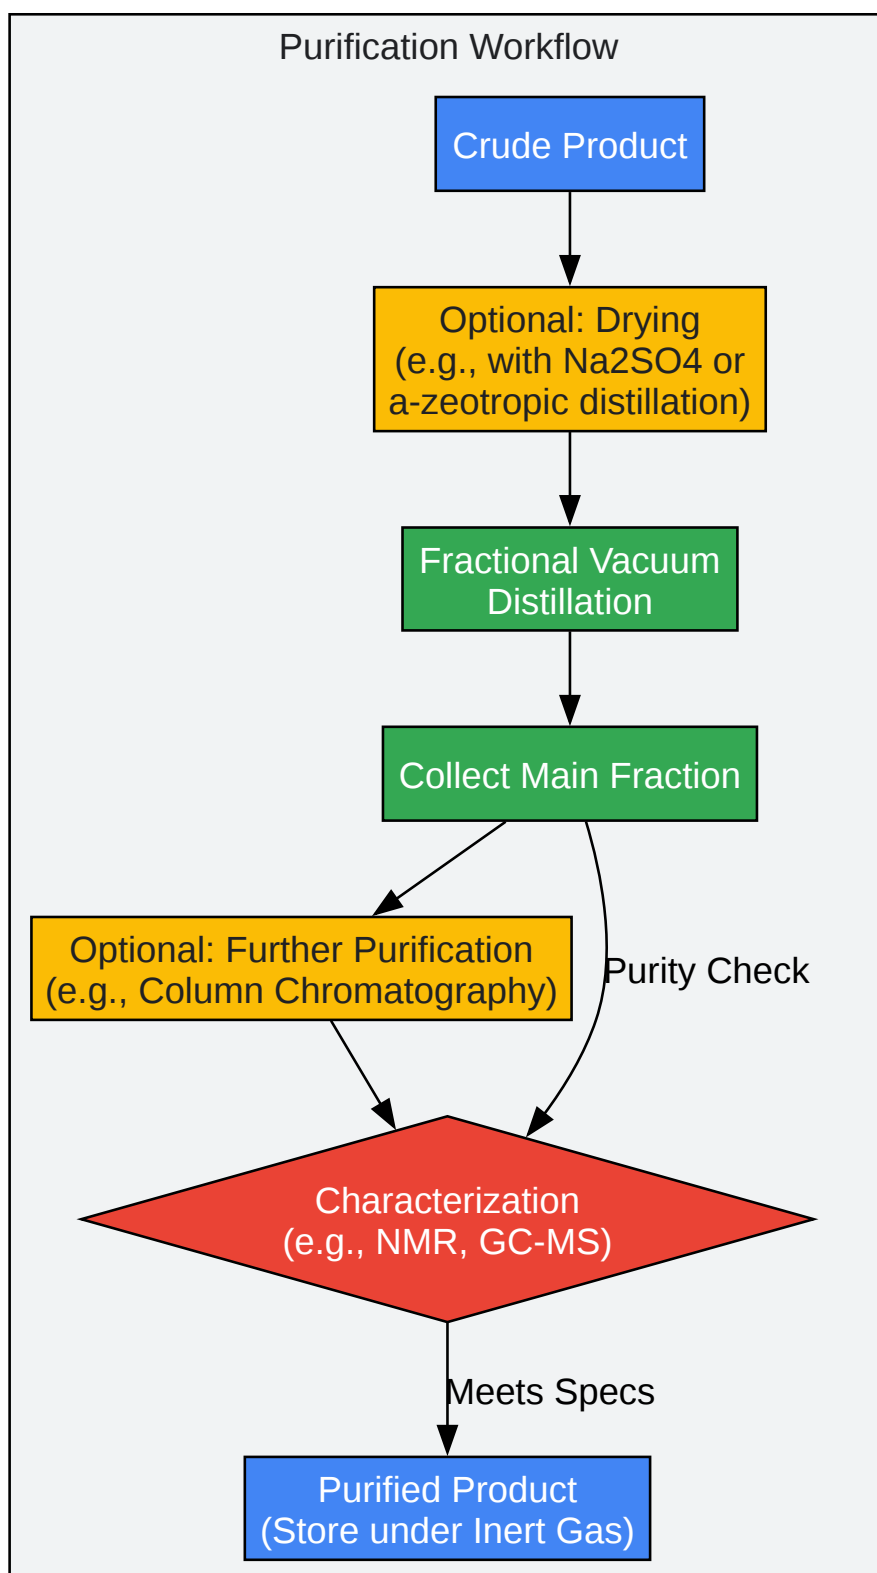 Purification Workflow
Crude Product
Optional: Drying
(e.g., with Na2SO4 or
a-zeotropic distillation)
Fractional Vacuum
Distillation
Collect Main Fraction
Optional: Further Purification
(e.g., Column Chromatography)
Purity Check
Characterization
(e.g., NMR, GC-MS)
Meets Specs
Purified Product
(Store under Inert Gas)